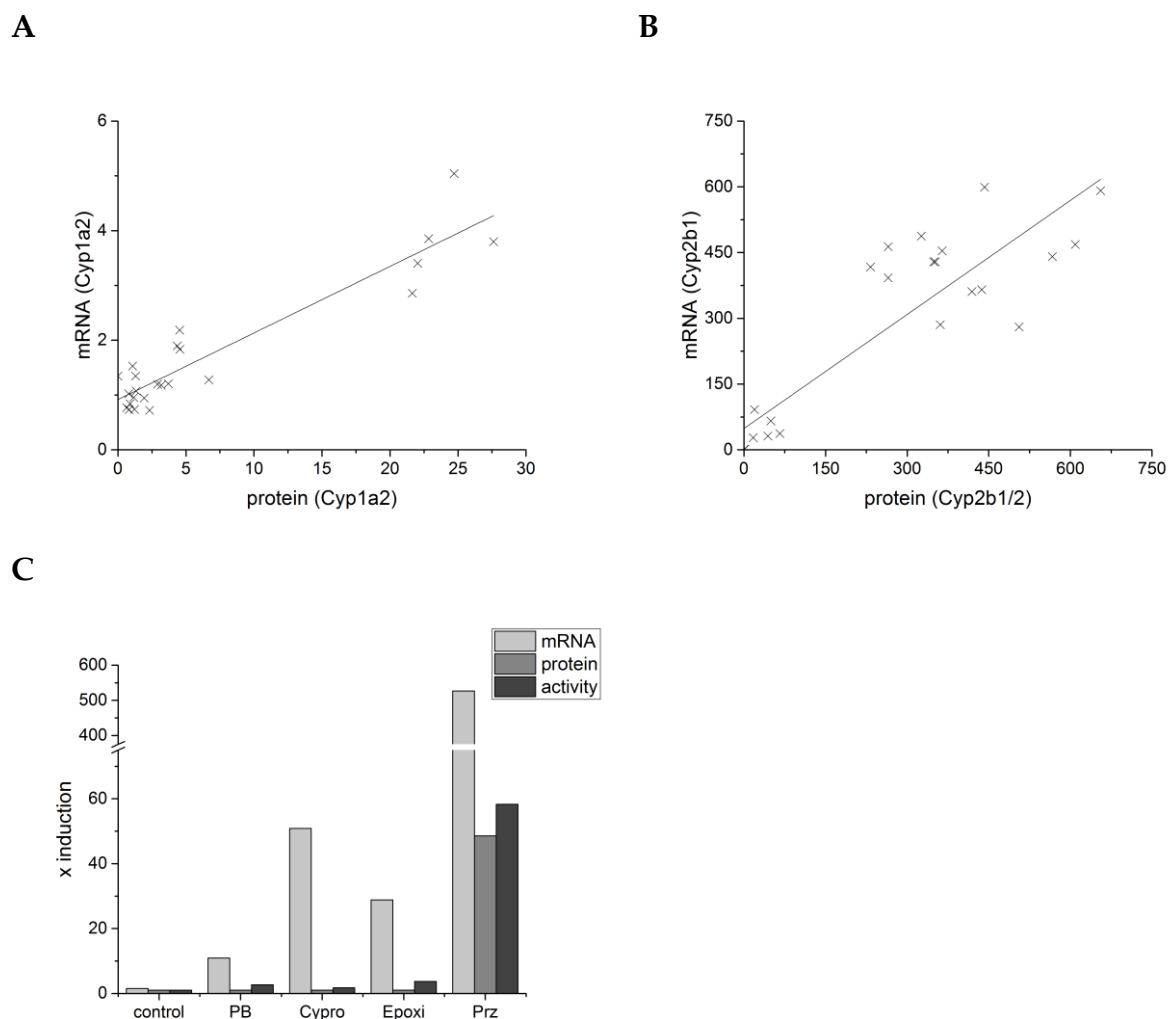 A
B
6
4
2
0
mRNA (Cyp1a2)
0 5 10 15 20 25 30
protein (Cyp1a2)
750
600
450
300
150
0
mRNA (Cyp2b1)
0 150 300 450 600 750
protein (Cyp2b1/2)
C
mRNA
protein
activity
600
500
400
60
40
20
0
x induction
control PB Cypro Epoxi Prz